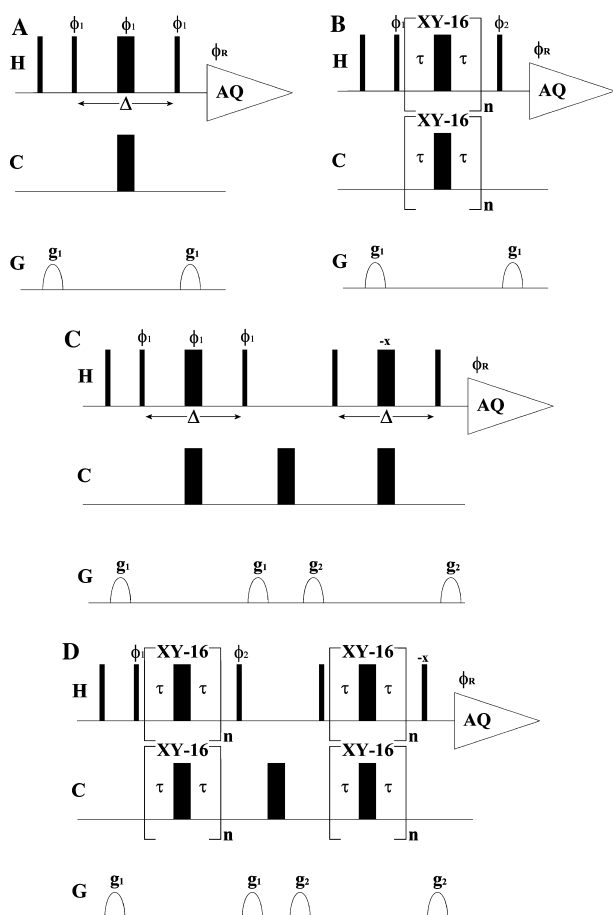 A
B
ϕ₁ ϕ₁ ϕ₁
H
Δ
ϕR
AQ
C
G
g₁ g₁
ϕ₁ XY-16 ϕ₂
H
τ τ
n
ϕR
AQ
XY-16
C
τ τ
n
G
g₁ g₁
C
ϕ₁ ϕ₁ ϕ₁ -x
H
Δ Δ
ϕR
AQ
C
G
g₁ g₁ g₂ g₂
D
ϕ₁ XY-16 ϕ₂ XY-16 -x
H
τ τ τ τ
n n
ϕR
AQ
XY-16 XY-16
C
τ τ τ τ
n n
G
g₁ g₁ g₂ g₂